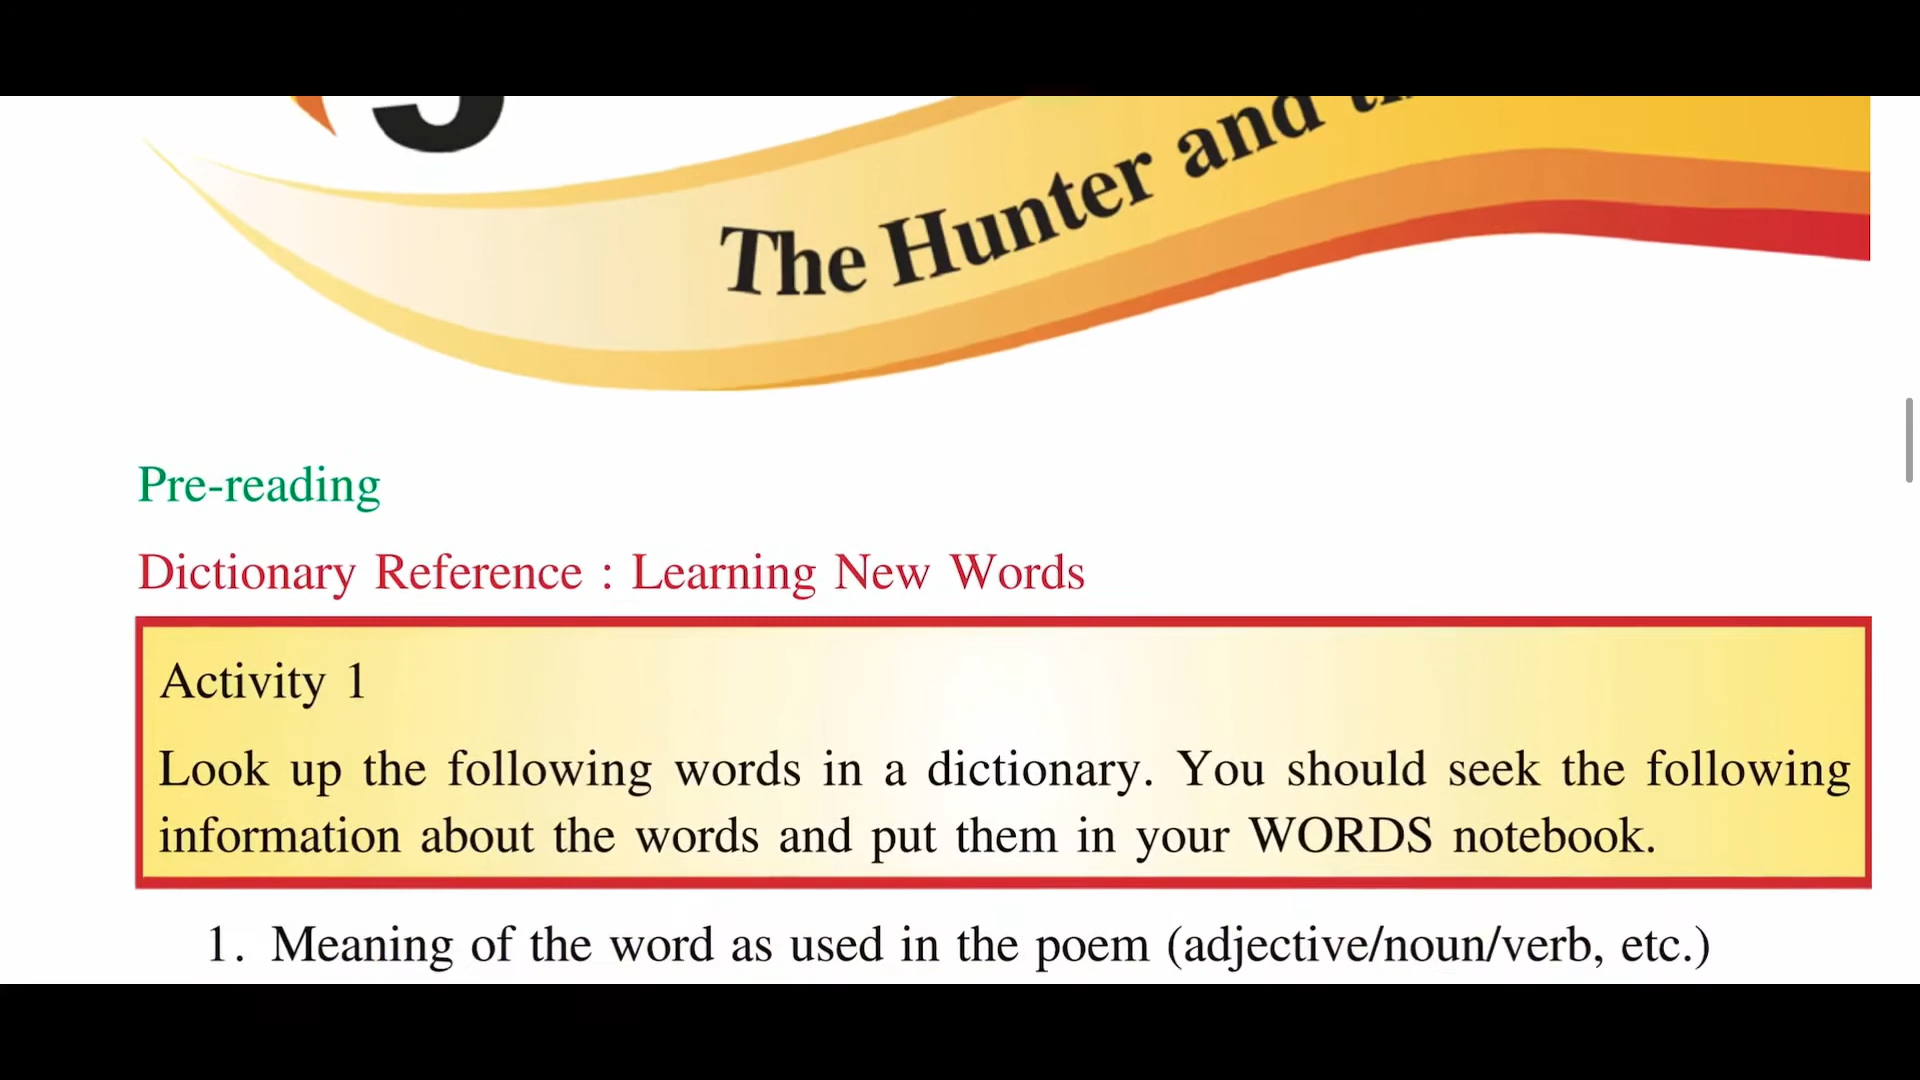 The Hunter and
Pre-reading
Dictionary Reference : Learning New Words
Activity 1
Look up the following words in a dictionary. You should seek the following
information about the words and put them in your WORDS notebook.
1. Meaning of the word as used in the poem (adjective/noun/verb, etc.)